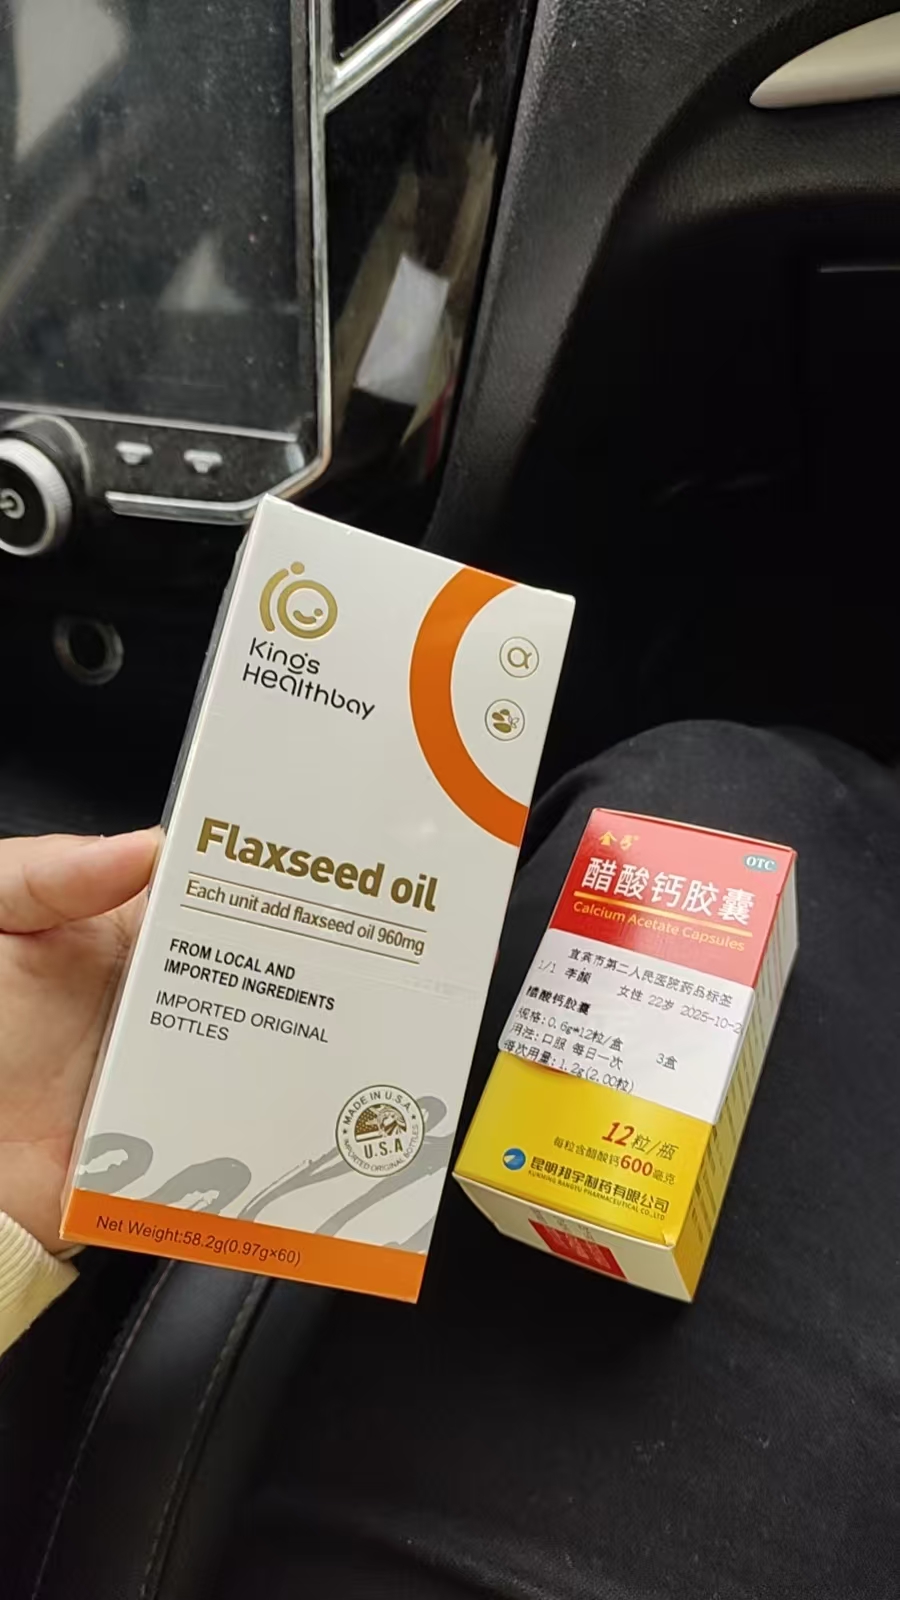 King's
Healthbay
Flaxseed oil
Each unit add flaxseed oil 960mg
FROM LOCAL AND
IMPORTED INGREDIENTS
IMPORTED ORIGINAL
BOTTLES
MADE IN U.S.A.
U.S.A
IMPORTED ORIGINAL BOTTLES
Net Weight:58.2g(0.97g×60)
OTC
醋酸钙胶囊
Calcium Acetate Capsules
宜宾市第二人民医院药品标签
1/1 李颜 女性 22岁 2025-10-2
醋酸钙胶囊
规格:0.6g*12粒/盒 3盒
用法:口服 每日一次
每次用量:1.2g(2.00粒)
12粒/瓶
每粒含醋酸钙600毫克
昆明邦宇制药有限公司
KUNMING BANGYU PHARMACEUTICAL CO.,LTD